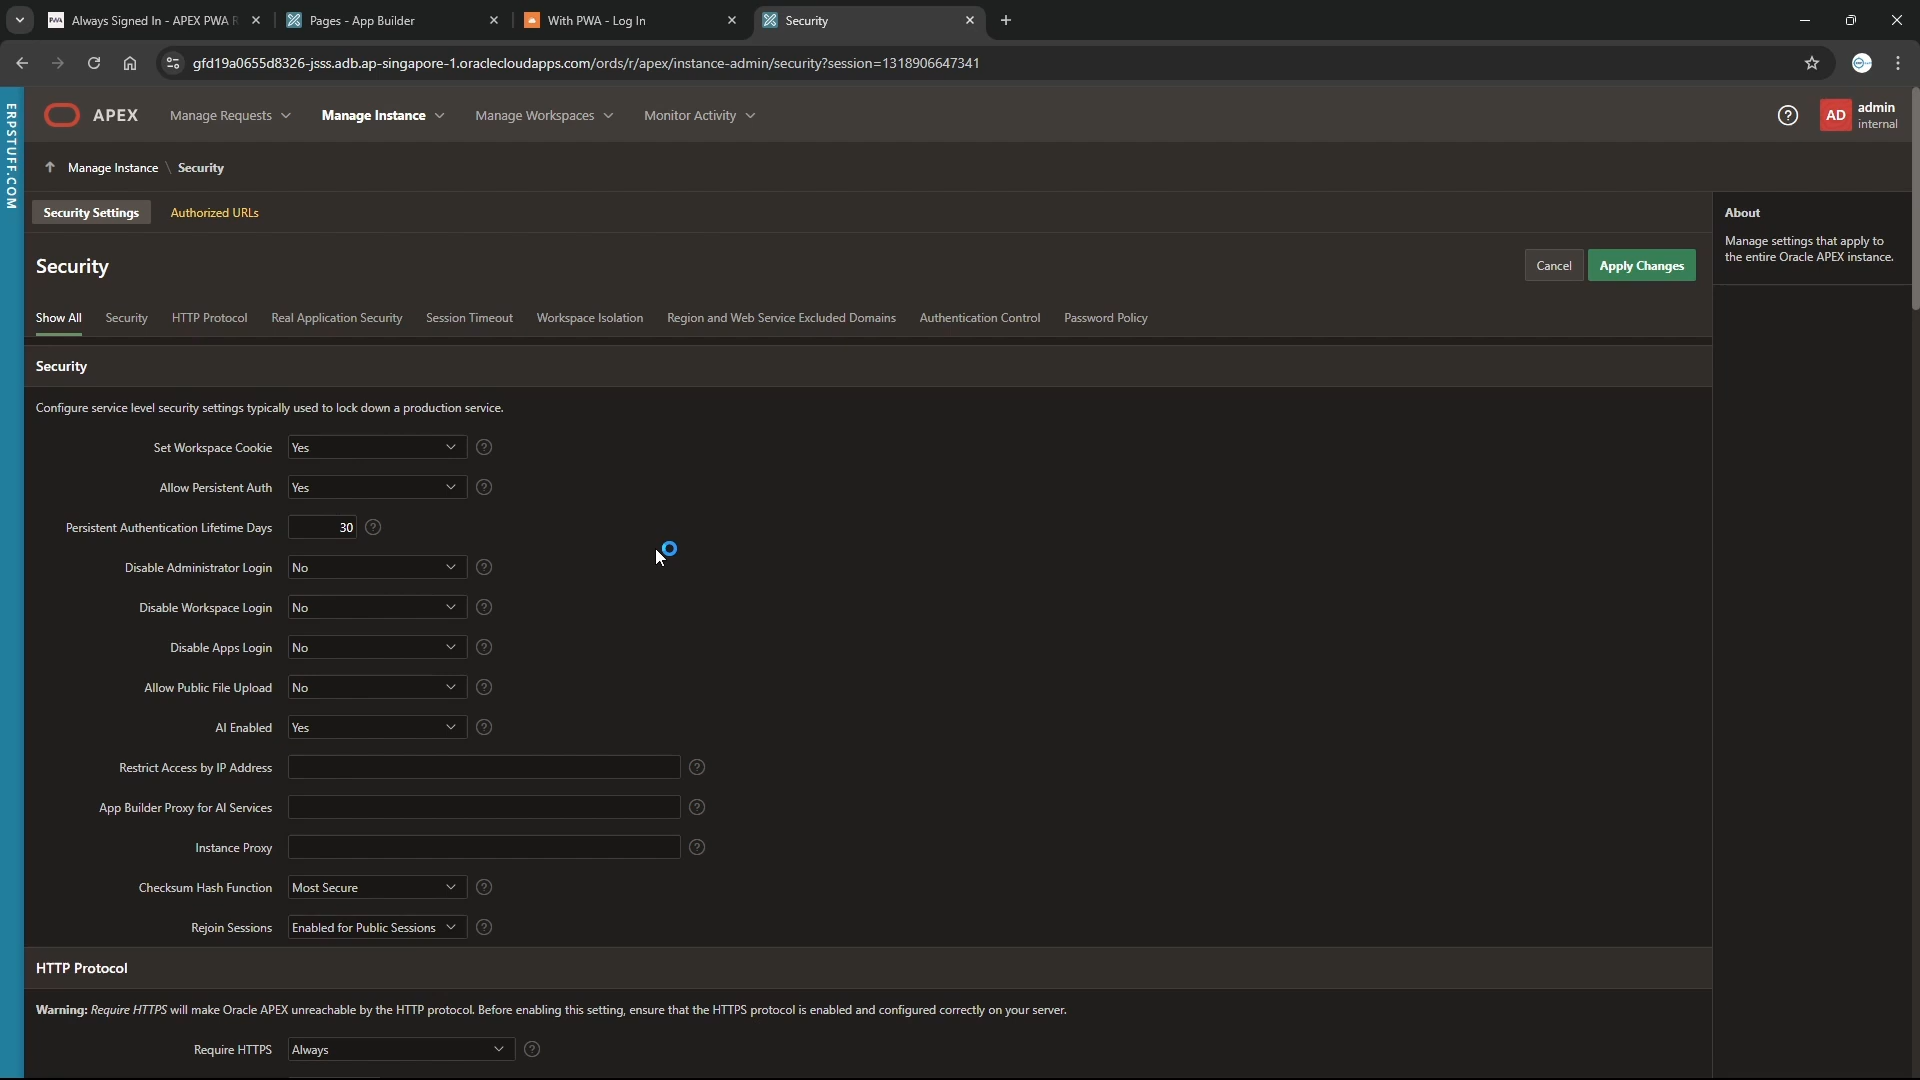 PWA Always Signed In - APEX PWA R
Pages - App Builder
With PWA - Log In
Security
gfd19a0655d8326-jsss.adb.ap-singapore-1.oraclecloudapps.com/ords/r/apex/instance-admin/security?session=1318906647341
ERPSTUFF.COM
APEX Manage Requests Manage Instance Manage Workspaces Monitor Activity ? AD admin internal
Manage Instance \ Security
Security Settings Authorized URLs
About
Manage settings that apply to
the entire Oracle APEX instance.
Security Cancel Apply Changes
Show All Security HTTP Protocol Real Application Security Session Timeout Workspace Isolation Region and Web Service Excluded Domains Authentication Control Password Policy
Security
Configure service level security settings typically used to lock down a production service.
Set Workspace Cookie Yes ?
Allow Persistent Auth Yes ?
Persistent Authentication Lifetime Days 30 ?
Disable Administrator Login No ?
Disable Workspace Login No ?
Disable Apps Login No ?
Allow Public File Upload No ?
AI Enabled Yes ?
Restrict Access by IP Address ?
App Builder Proxy for AI Services ?
Instance Proxy ?
Checksum Hash Function Most Secure ?
Rejoin Sessions Enabled for Public Sessions ?
HTTP Protocol
Warning: Require HTTPS will make Oracle APEX unreachable by the HTTP protocol. Before enabling this setting, ensure that the HTTPS protocol is enabled and configured correctly on your server.
Require HTTPS Always ?